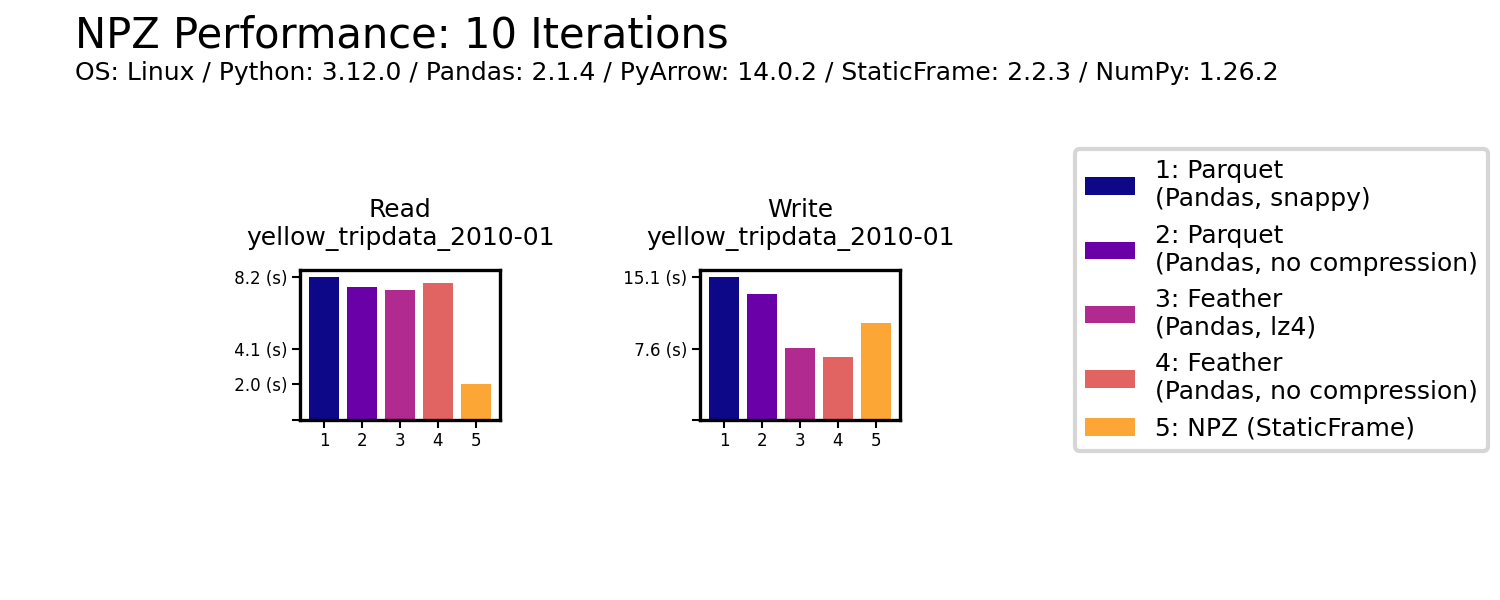 NPZ Performance: 10 Iterations
OS: Linux / Python: 3.12.0 / Pandas: 2.1.4 / PyArrow: 14.0.2 / StaticFrame: 2.2.3 / NumPy: 1.26.2
Read
yellow_tripdata_2010-01
8.2 (s)
4.1 (s)
2.0 (s)
1 2 3 4 5
Write
yellow_tripdata_2010-01
15.1 (s)
7.6 (s)
1 2 3 4 5
1: Parquet
(Pandas, snappy)
2: Parquet
(Pandas, no compression)
3: Feather
(Pandas, lz4)
4: Feather
(Pandas, no compression)
5: NPZ (StaticFrame)